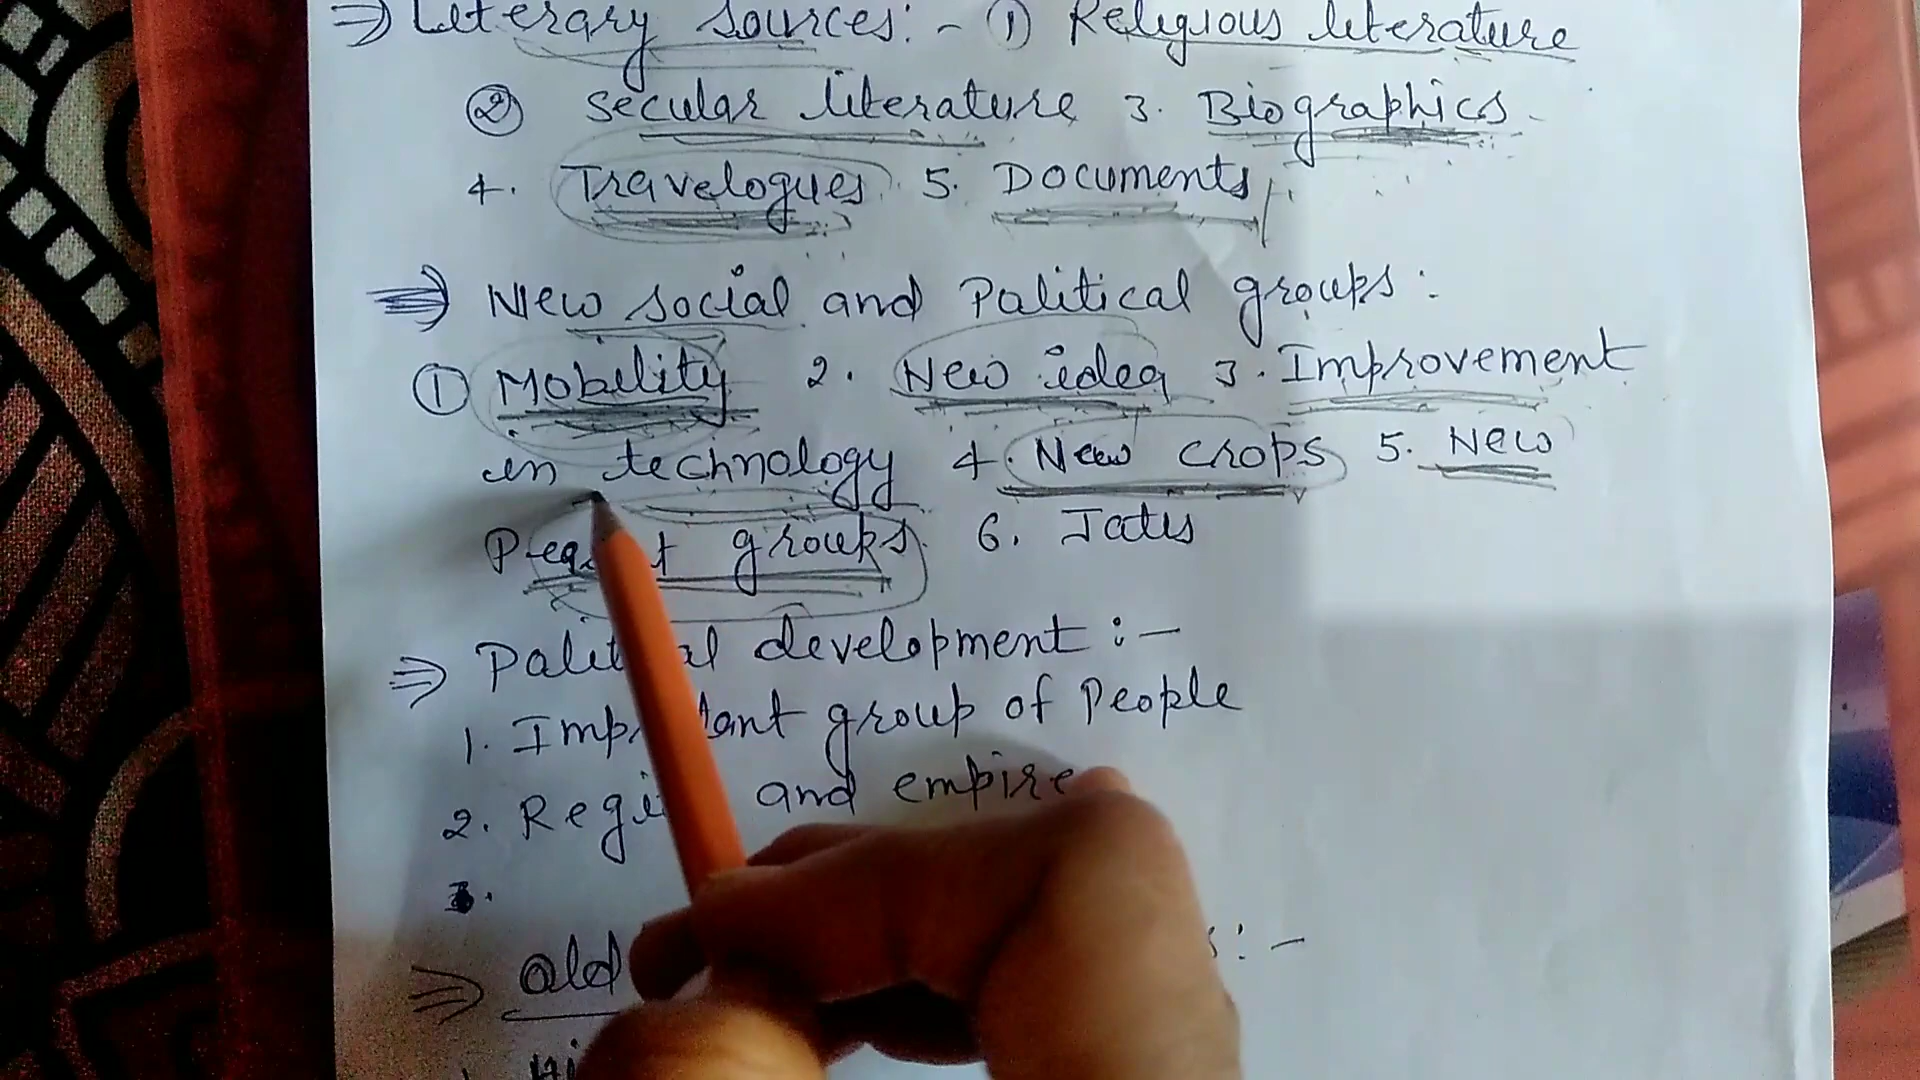 ⇒ Literary sources: - ① Religious literature
② secular literature 3. Biographics
4. Travelogues 5. Documents
⇒ New social and Palitical groups:
① Mobility 2. New idea 3. Improvement
in technology 4. New crops 5. New
groups 6. Jatis
⇒ development :-
1. group of People
2. and empire
3.
⇒ old :-